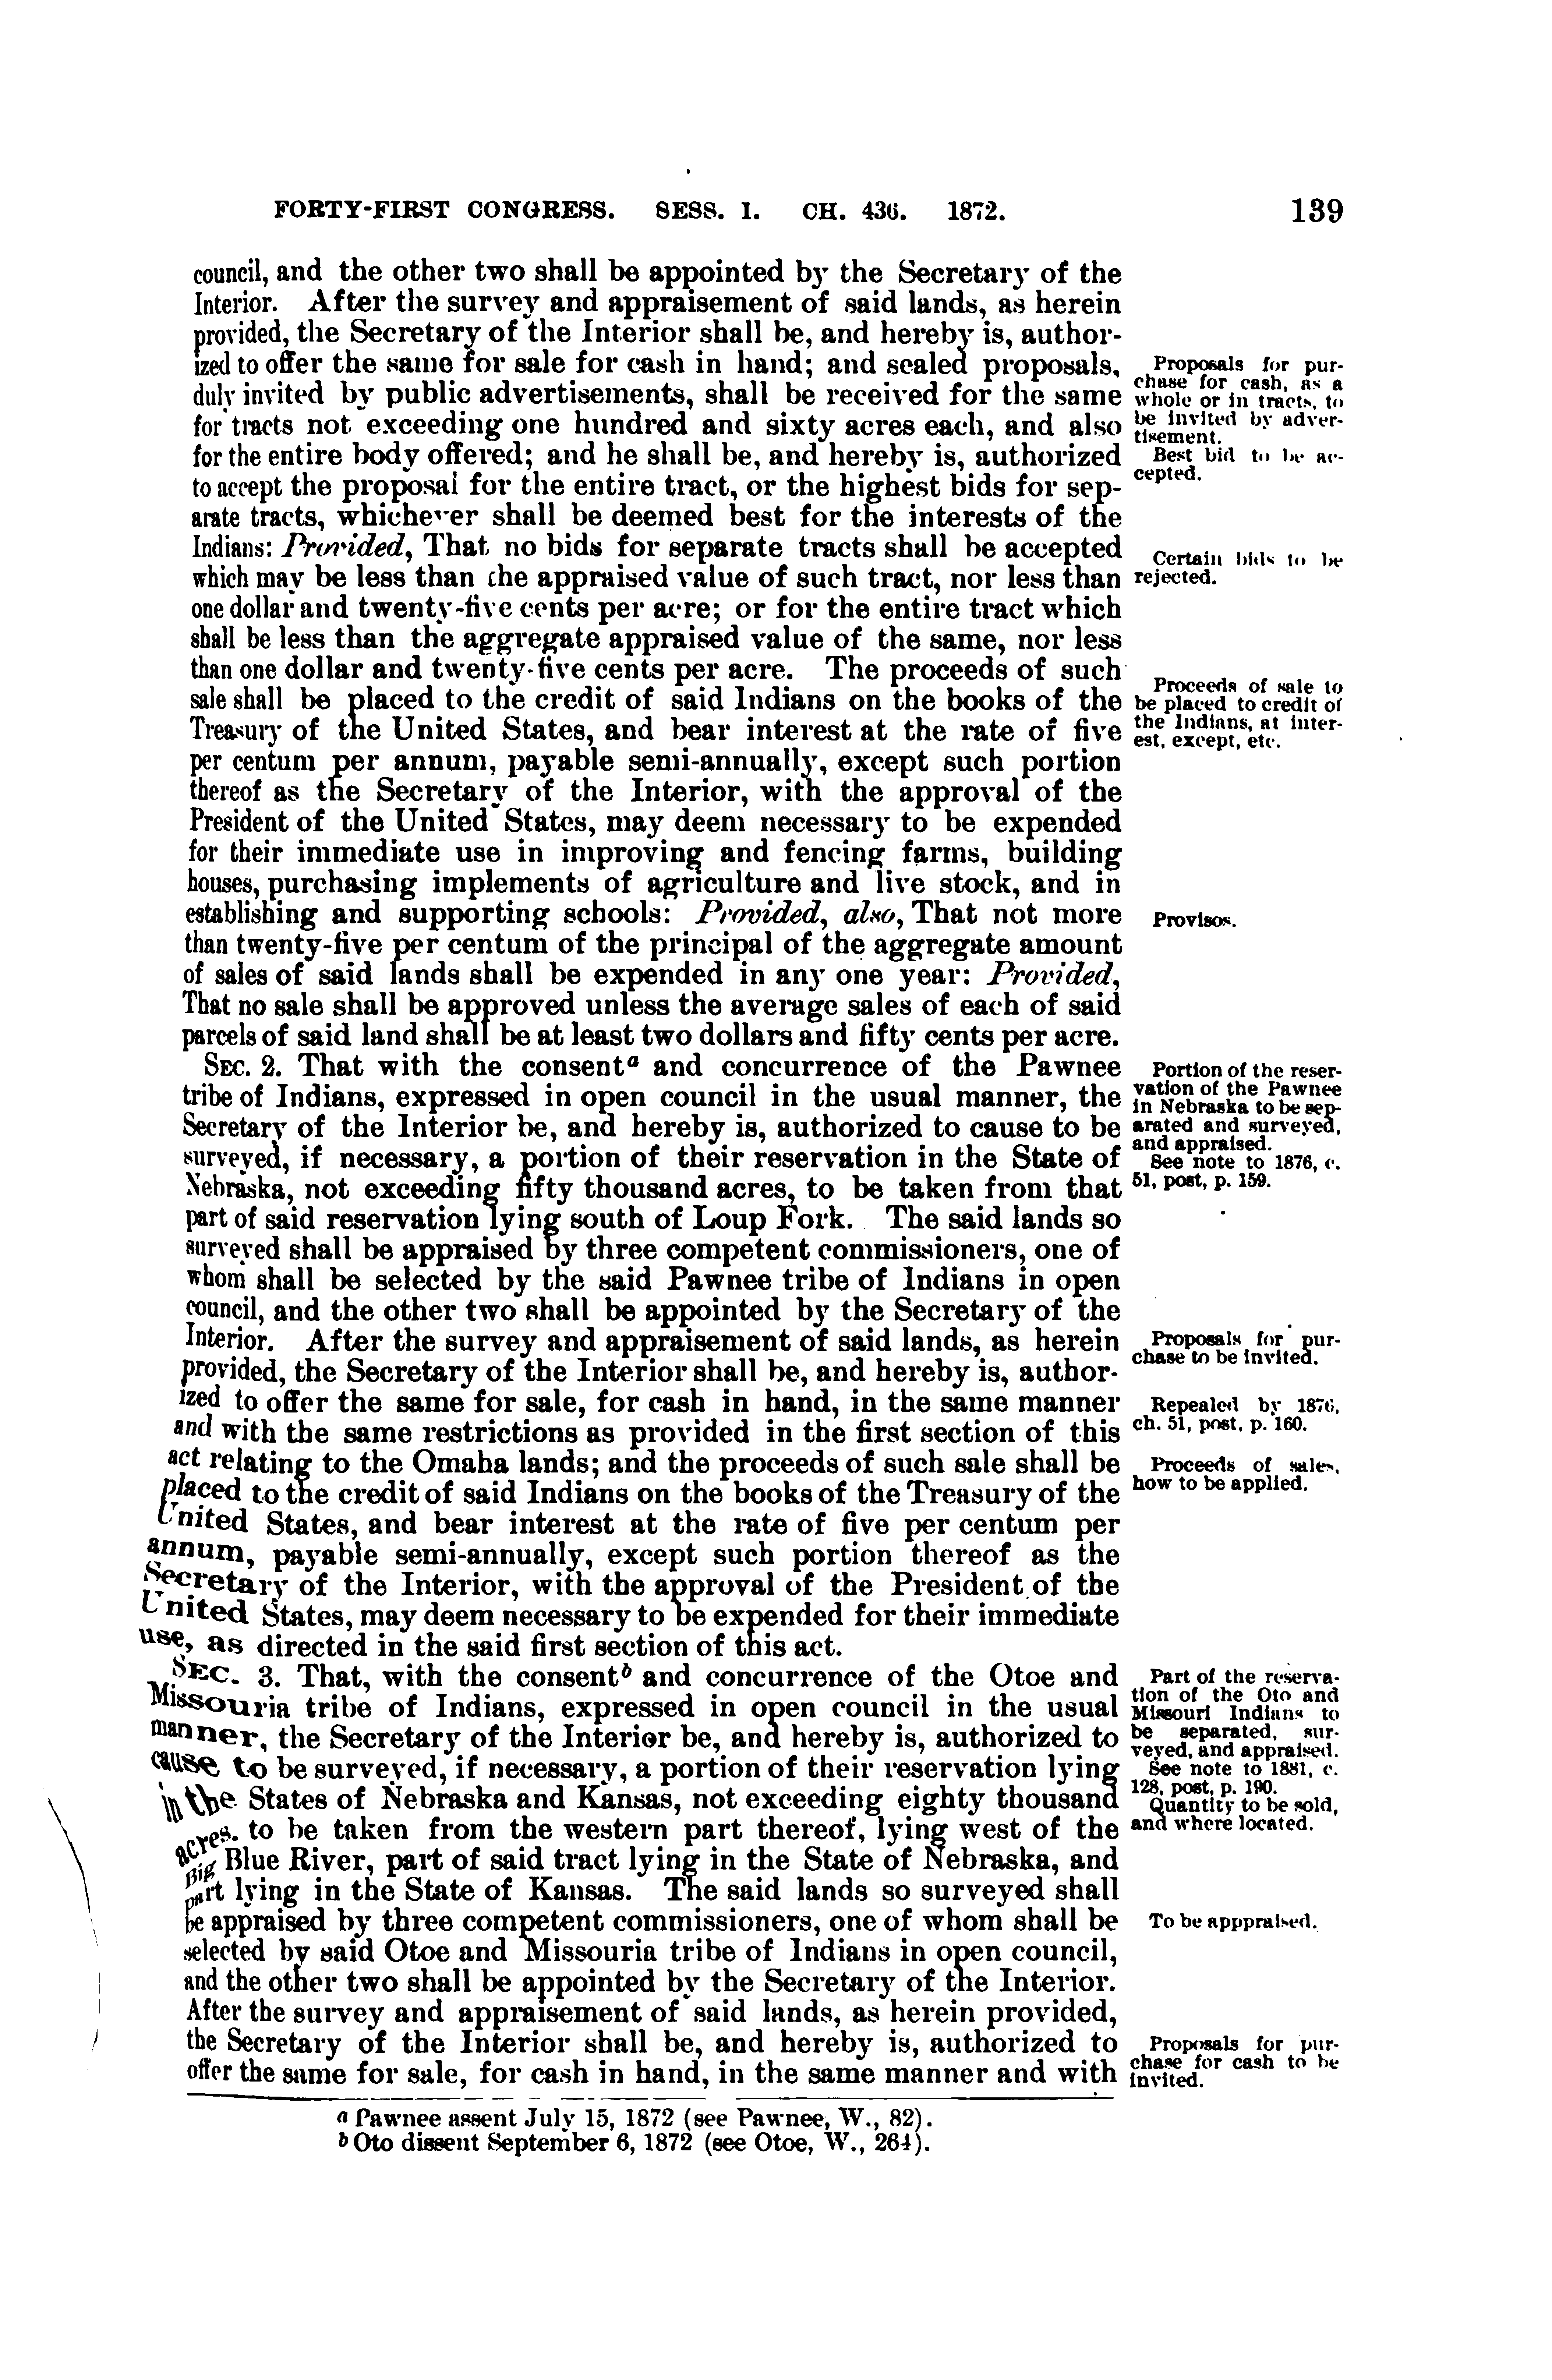 FORTY-FIRST CONGRESS. SESS. I. CH. 436. 1872. 139
council, and the other two shall be appointed by the Secretary of the
Interior. After the survey and appraisement of said lands, as herein
provided, the Secretary of the Interior shall be, and hereby is, author-
ized to offer the same for sale for cash in hand; and sealed proposals,
duly invited by public advertisements, shall be received for the same
for tracts not exceeding one hundred and sixty acres each, and also
for the entire body offered; and he shall be, and hereby is, authorized
to accept the proposal for the entire tract, or the highest bids for sep-
arate tracts, whichever shall be deemed best for the interests of the
Indians: Provided, That no bids for separate tracts shall be accepted
which may be less than the appraised value of such tract, nor less than
one dollar and twenty-five cents per acre; or for the entire tract which
shall be less than the aggregate appraised value of the same, nor less
than one dollar and twenty-five cents per acre. The proceeds of such
sale shall be placed to the credit of said Indians on the books of the
Treasury of the United States, and bear interest at the rate of five
per centum per annum, payable semi-annually, except such portion
thereof as the Secretary of the Interior, with the approval of the
President of the United States, may deem necessary to be expended
for their immediate use in improving and fencing farms, building
houses, purchasing implements of agriculture and live stock, and in
establishing and supporting schools: Provided, also, That not more
than twenty-five per centum of the principal of the aggregate amount
of sales of said lands shall be expended in any one year: Provided,
That no sale shall be approved unless the average sales of each of said
parcels of said land shall be at least two dollars and fifty cents per acre.
SEC. 2. That with the consent a and concurrence of the Pawnee
tribe of Indians, expressed in open council in the usual manner, the
Secretary of the Interior be, and hereby is, authorized to cause to be
surveyed, if necessary, a portion of their reservation in the State of
Nebraska, not exceeding fifty thousand acres, to be taken from that
part of said reservation lying south of Loup Fork. The said lands so
surveyed shall be appraised by three competent commissioners, one of
whom shall be selected by the said Pawnee tribe of Indians in open
council, and the other two shall be appointed by the Secretary of the
Interior. After the survey and appraisement of said lands, as herein
provided, the Secretary of the Interior shall be, and hereby is, author-
ized to offer the same for sale, for cash in hand, in the same manner
and with the same restrictions as provided in the first section of this
act relating to the Omaha lands; and the proceeds of such sale shall be
placed to the credit of said Indians on the books of the Treasury of the
United States, and bear interest at the rate of five per centum per
annum, payable semi-annually, except such portion thereof as the
Secretary of the Interior, with the approval of the President of the
United States, may deem necessary to be expended for their immediate
use, as directed in the said first section of this act.
SEC. 3. That, with the consent b and concurrence of the Otoe and
Missouria tribe of Indians, expressed in open council in the usual
manner, the Secretary of the Interior be, and hereby is, authorized to
cause to be surveyed, if necessary, a portion of their reservation lying
in the States of Nebraska and Kansas, not exceeding eighty thousand
acres. to be taken from the western part thereof, lying west of the
Big Blue River, part of said tract lying in the State of Nebraska, and
part lying in the State of Kansas. The said lands so surveyed shall
be appraised by three competent commissioners, one of whom shall be
selected by said Otoe and Missouria tribe of Indians in open council,
and the other two shall be appointed by the Secretary of the Interior.
After the survey and appraisement of said lands, as herein provided,
the Secretary of the Interior shall be, and hereby is, authorized to
offer the same for sale, for cash in hand, in the same manner and with
Proposals for pur-
chase for cash, as a
whole or in tracts, to
be invited by adver-
tisement.
Best bid to be ac-
cepted.
Certain bids to be
rejected.
Proceeds of sale to
be placed to credit of
the Indians, at inter-
est, except, etc.
Provisos.
Portion of the reser-
vation of the Pawnee
in Nebraska to be sep-
arated and surveyed,
and appraised.
See note to 1876, c.
51, post, p. 159.
Proposals for pur-
chase to be invited.
Repealed by 1876,
ch. 51, post, p. 160.
Proceeds of sales,
how to be applied.
Part of the reserva-
tion of the Oto and
Missouri Indians to
be separated, sur-
veyed, and appraised.
See note to 1881, c.
128, post, p. 190.
Quantity to be sold,
and where located.
To be apppraised.
Proposals for pur-
chase for cash to be
invited.
a Pawnee assent July 15, 1872 (see Pawnee, W., 82).
b Oto dissent September 6, 1872 (see Otoe, W., 264).